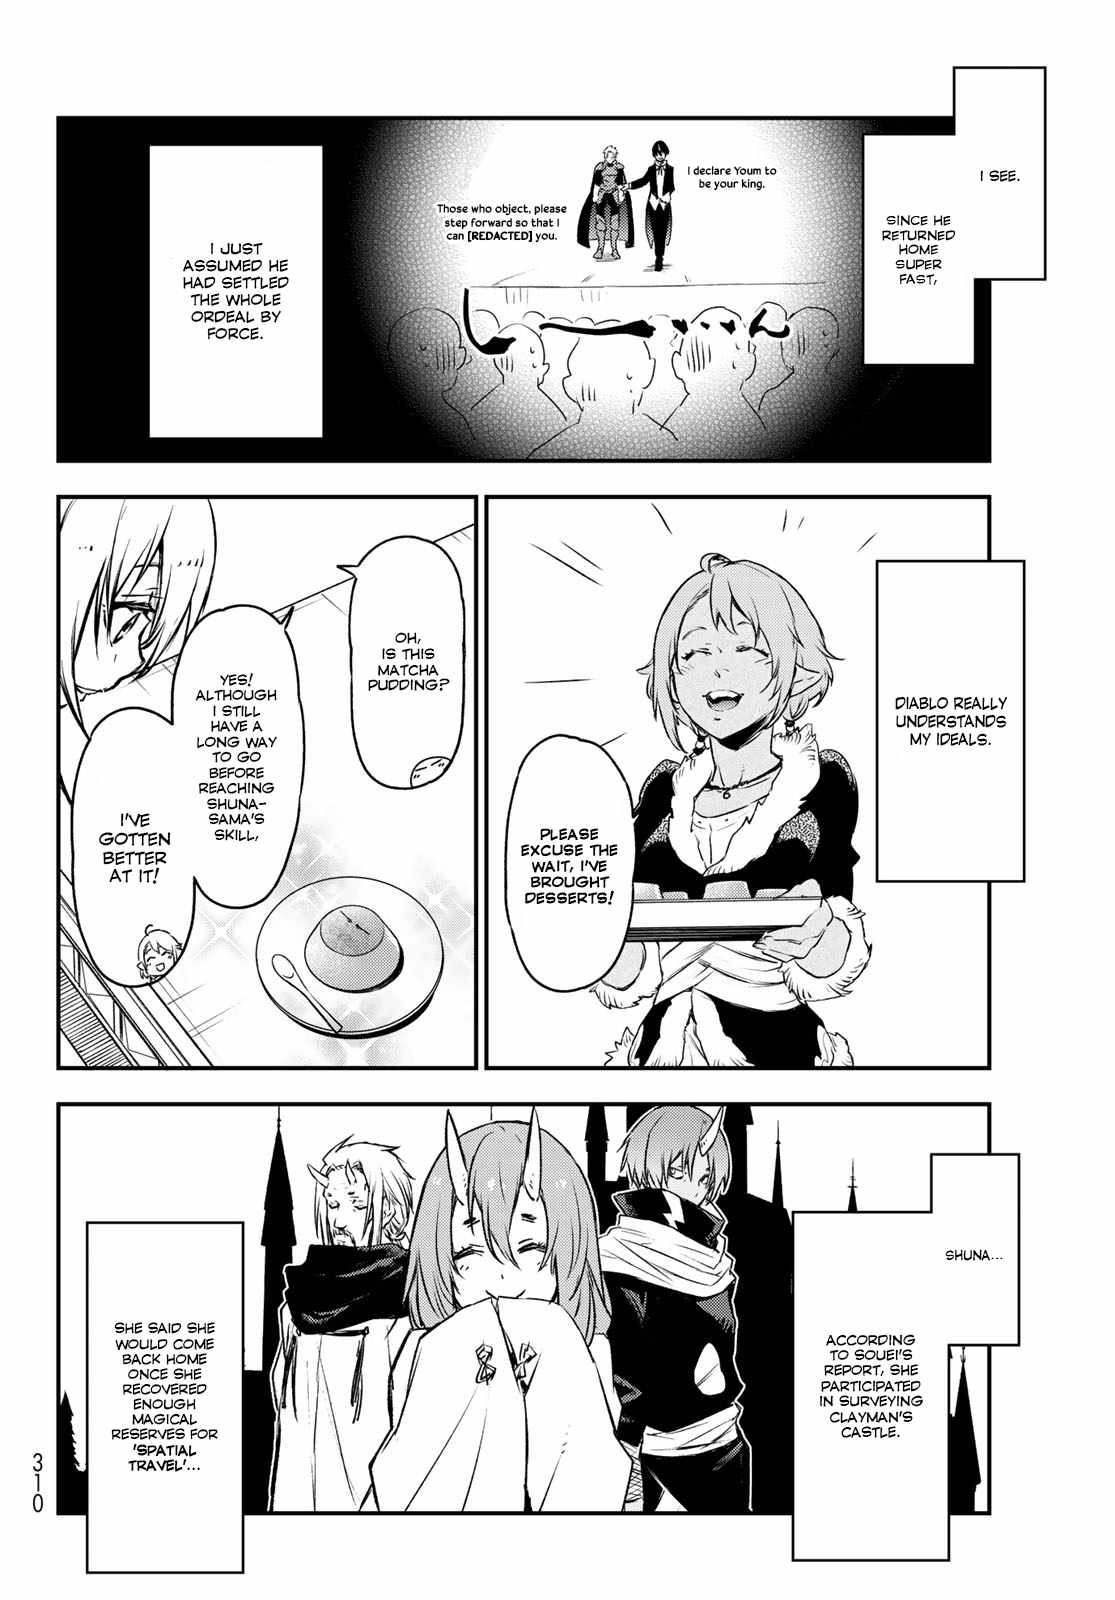 I SEE.
SINCE HE
RETURNED
HOME
SUPER
FAST,
I declare Youm to
be your king.
Those who object, please
step forward so that I
can [REDACTED] you.
I JUST
ASSUMED HE
HAD SETTLED
THE WHOLE
ORDEAL BY
FORCE.
DIABLO REALLY
UNDERSTANDS
MY IDEALS.
PLEASE
EXCUSE THE
WAIT, I'VE
BROUGHT
DESSERTS!
OH,
IS THIS
MATCHA
PUDDING?
YES!
ALTHOUGH
I STILL
HAVE A
LONG WAY
TO GO
BEFORE
REACHING
SHUNA-
SAMA'S
SKILL,
I'VE
GOTTEN
BETTER
AT IT!
SHUNA...
ACCORDING
TO SOUEI'S
REPORT, SHE
PARTICIPATED
IN SURVEYING
CLAYMAN'S
CASTLE.
SHE SAID SHE
WOULD COME
BACK HOME
ONCE SHE
RECOVERED
ENOUGH
MAGICAL
RESERVES FOR
'SPATIAL
TRAVEL'...
310